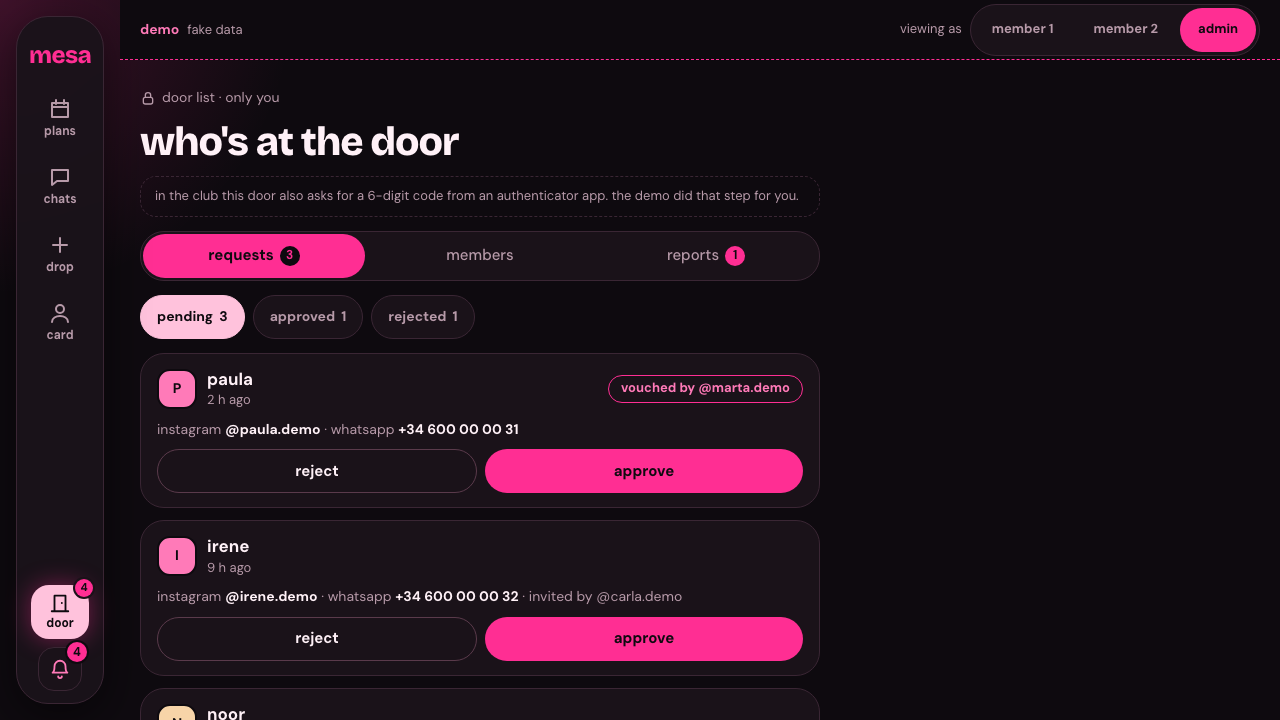 mesa
plans
chats
drop
card
door
4
4
demo fake data
viewing as member 1 member 2 admin
door list · only you
who's at the door
in the club this door also asks for a 6-digit code from an authenticator app. the demo did that step for you.
requests 3 members reports 1
pending 3 approved 1 rejected 1
P
paula
2 h ago
vouched by @marta.demo
instagram @paula.demo · whatsapp +34 600 00 00 31
reject approve
I
irene
9 h ago
instagram @irene.demo · whatsapp +34 600 00 00 32 · invited by @carla.demo
reject approve
noor